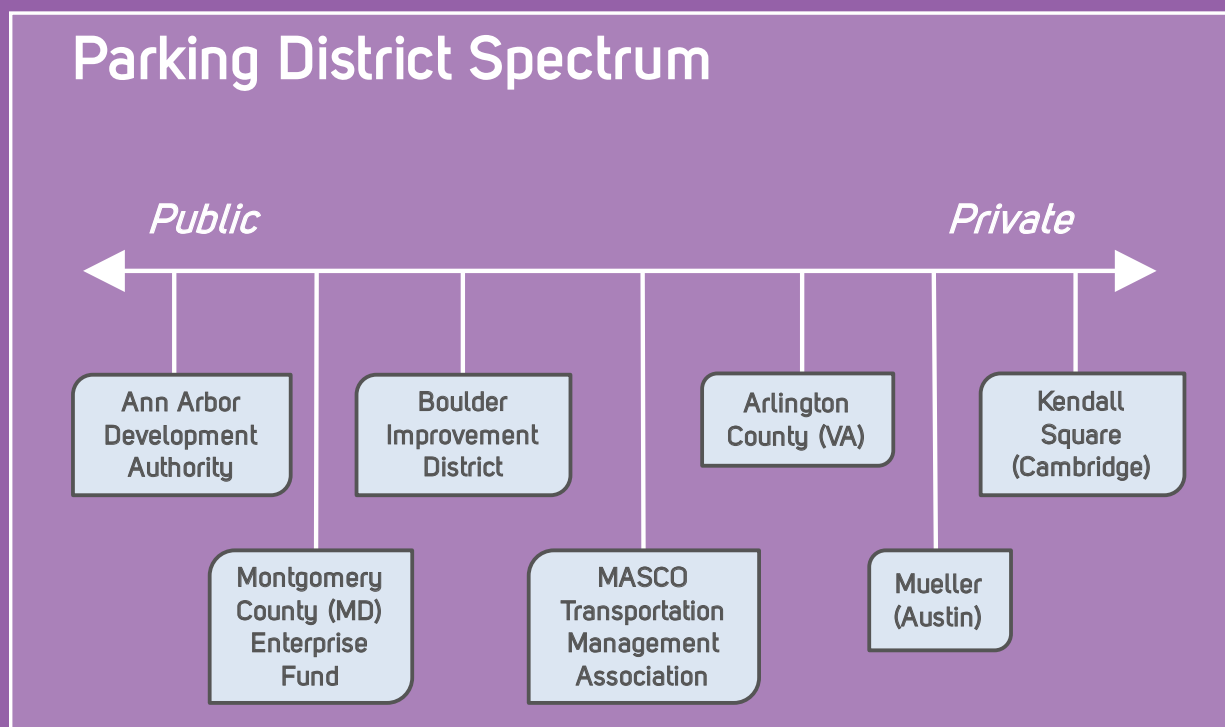 Parking District Spectrum
Public
Private
Ann Arbor
Development
Authority
Montgomery
County (MD)
Enterprise
Fund
Boulder
Improvement
District
MASCO
Transportation
Management
Association
Arlington
County (VA)
Mueller
(Austin)
Kendall
Square
(Cambridge)